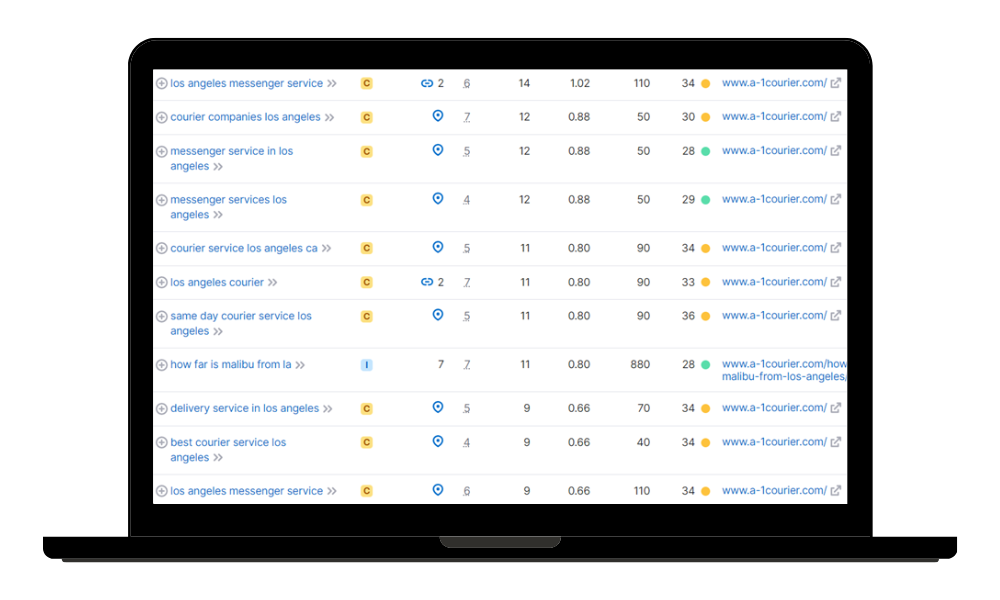 los angeles messenger service >> C 2 6 14 1.02 110 34 www.a-1courier.com/
courier companies los angeles >> C 7 12 0.88 50 30 www.a-1courier.com/
messenger service in los C 5 12 0.88 50 28 www.a-1courier.com/
angeles >>
messenger services los C 4 12 0.88 50 29 www.a-1courier.com/
angeles >>
courier service los angeles ca >> C 5 11 0.80 90 34 www.a-1courier.com/
los angeles courier >> C 2 7 11 0.80 90 33 www.a-1courier.com/
same day courier service los C 5 11 0.80 90 36 www.a-1courier.com/
angeles >>
how far is malibu from la >> I 7 7 11 0.80 880 28 www.a-1courier.com/how
malibu-from-los-angeles/
delivery service in los angeles >> C 5 9 0.66 70 34 www.a-1courier.com/
best courier service los C 4 9 0.66 40 34 www.a-1courier.com/
angeles >>
los angeles messenger service >> C 6 9 0.66 110 34 www.a-1courier.com/